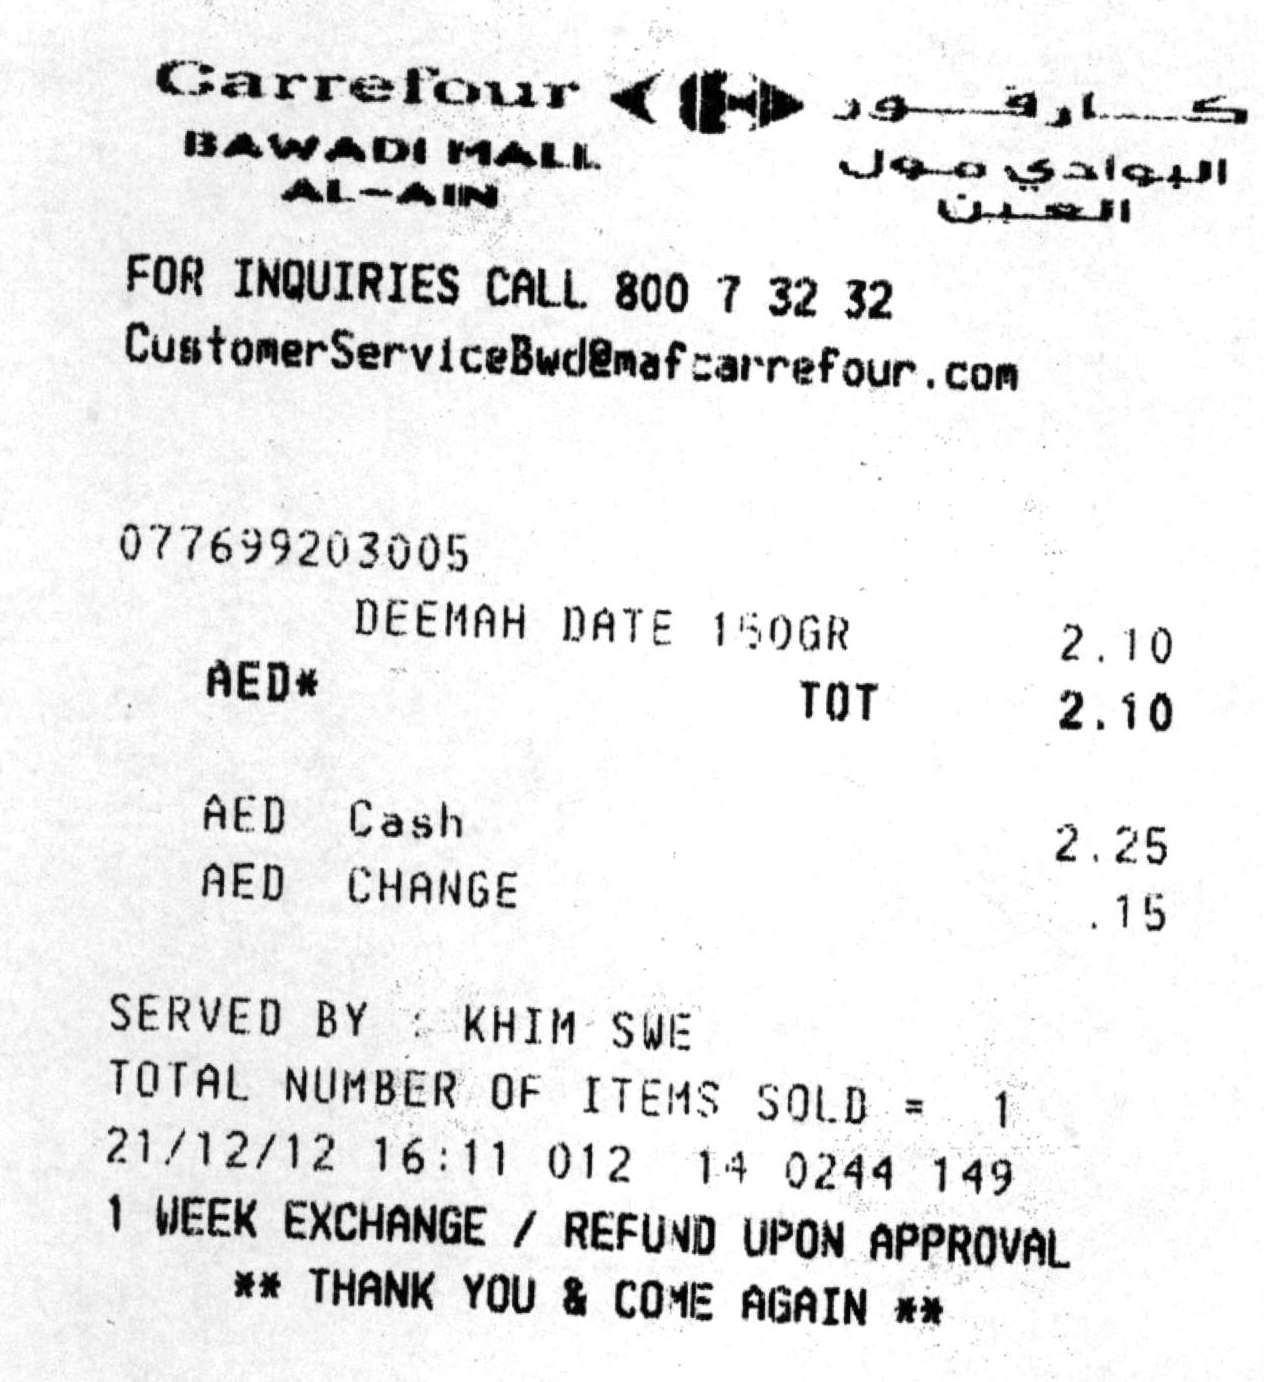 Carrefour كارفور
BAWADI MALL البوادي مول
AL-AIN العين
FOR INQUIRIES CALL 800 7 32 32
CustomerServiceBwd@mafcarrefour.com
077699203005
DEEMAH DATE 150GR 2.10
AED* TOT 2.10
AED Cash 2.25
AED CHANGE .15
SERVED BY : KHIM SWE
TOTAL NUMBER OF ITEMS SOLD = 1
21/12/12 16:11 012 14 0244 149
1 WEEK EXCHANGE / REFUND UPON APPROVAL
** THANK YOU & COME AGAIN **